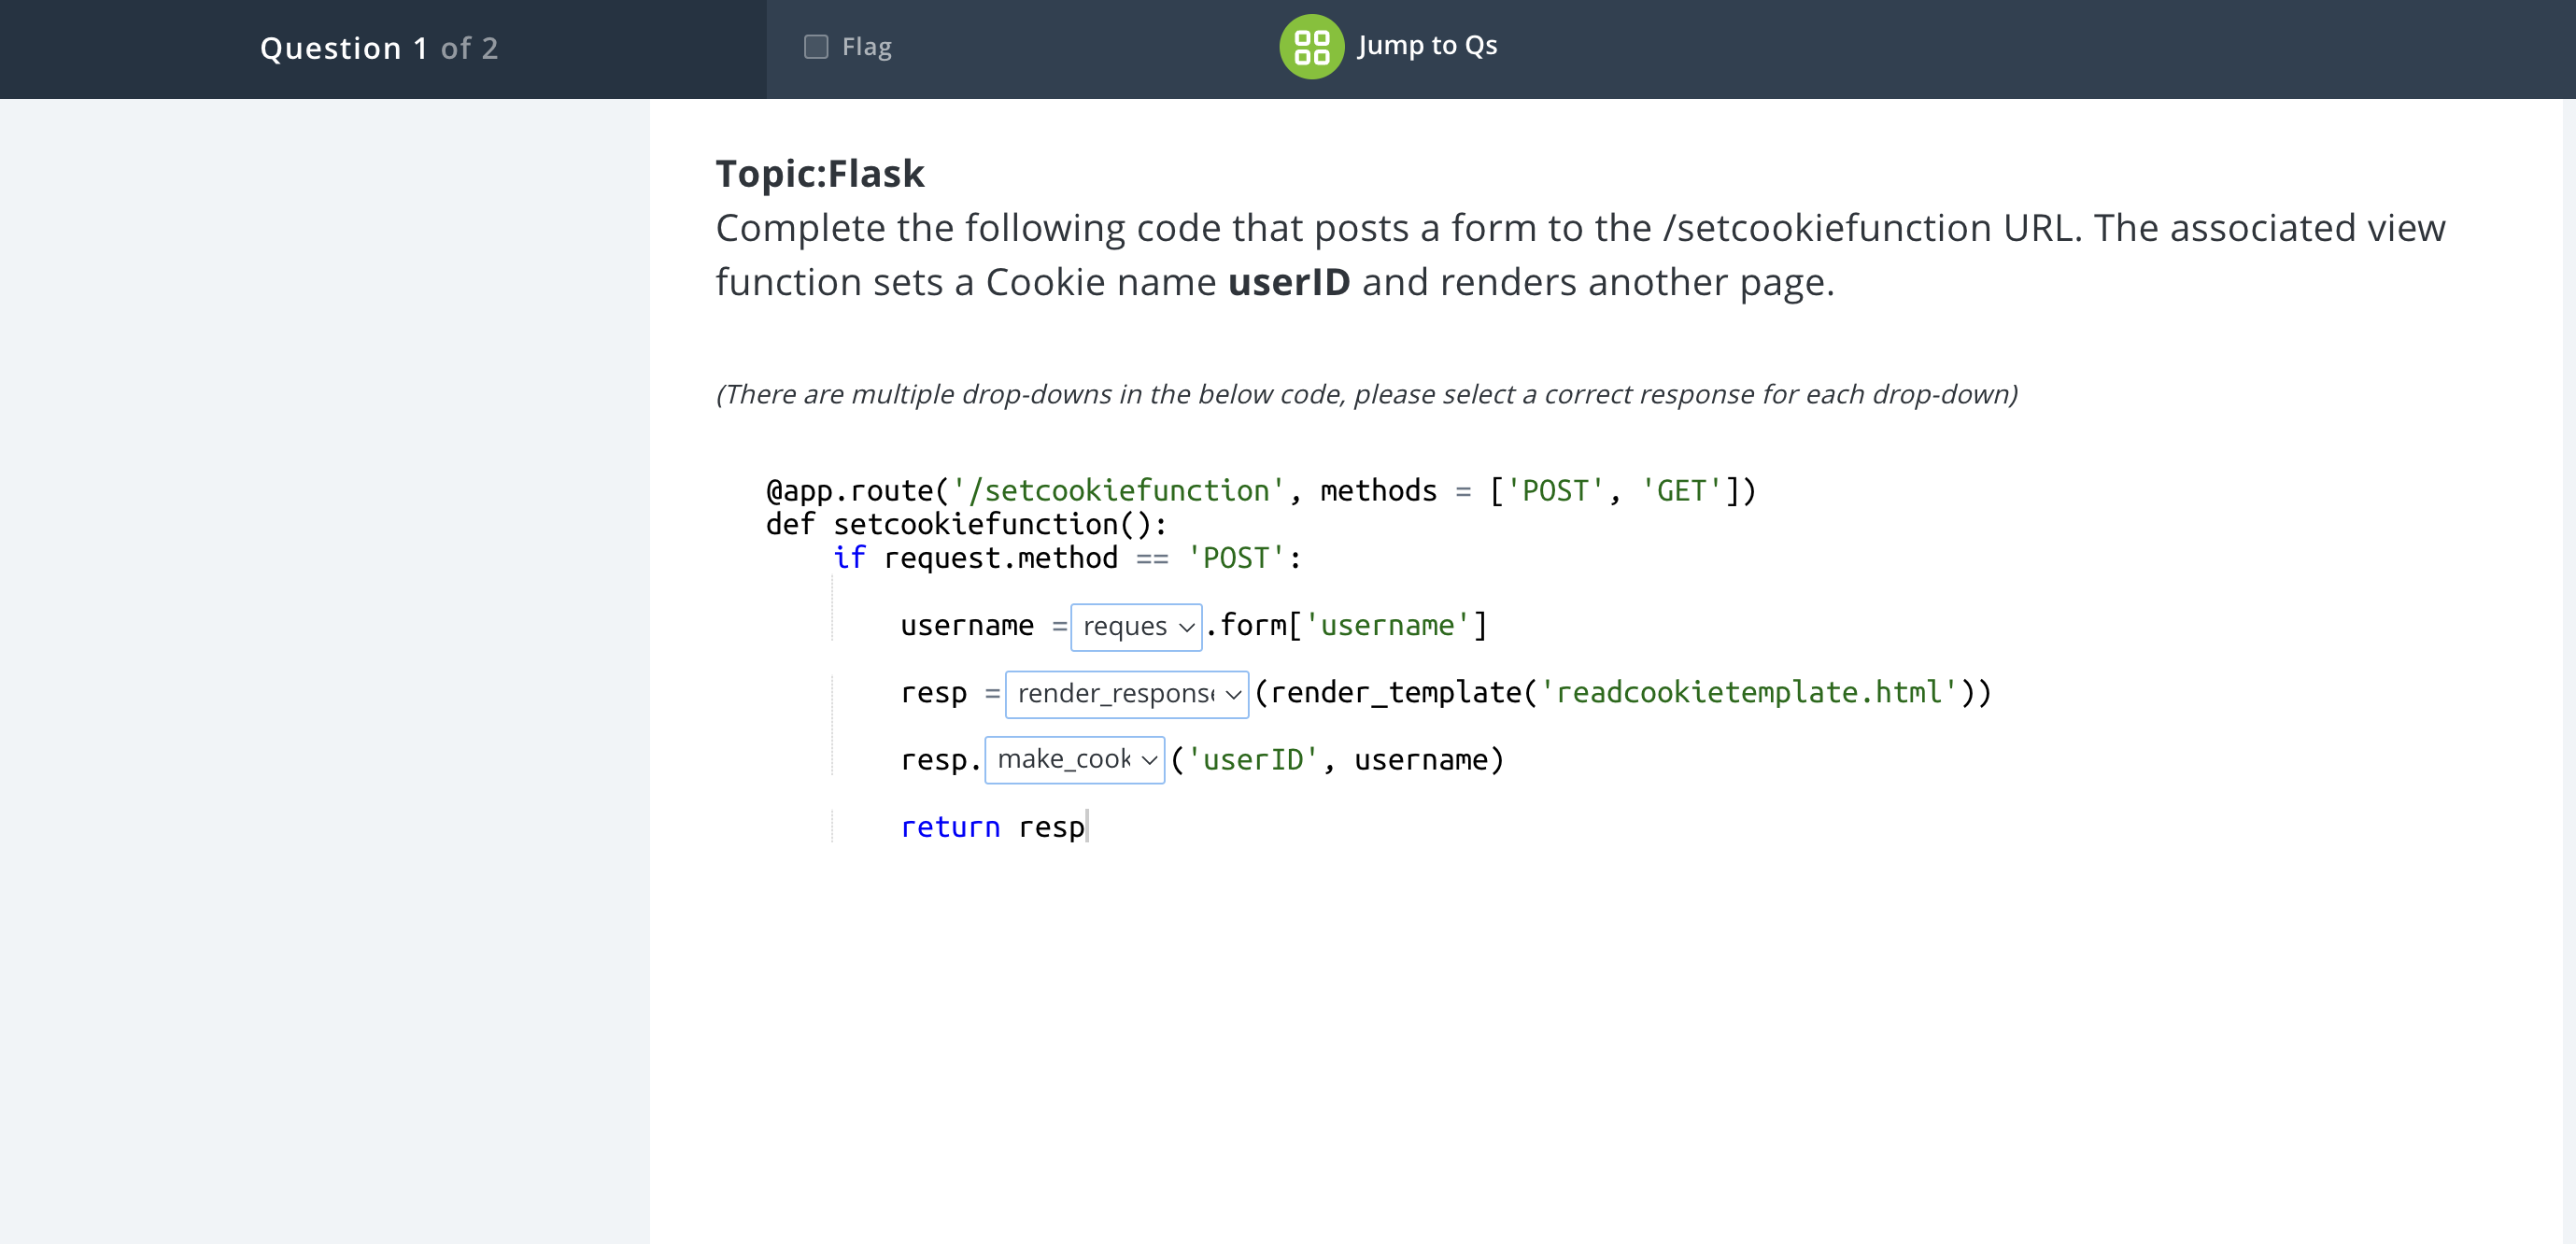 Question 1 of 2
Flag
Jump to Qs
Topic:Flask
Complete the following code that posts a form to the /setcookiefunction URL. The associated view
function sets a Cookie name userID and renders another page.
(There are multiple drop-downs in the below code, please select a correct response for each drop-down)
@app.route('/setcookiefunction', methods = ['POST', 'GET'])
def setcookiefunction():
if request.method == 'POST':
username = reques .form['username']
resp = render_response (render_template('readcookietemplate.html'))
resp. make_cook ('userID', username)
return resp